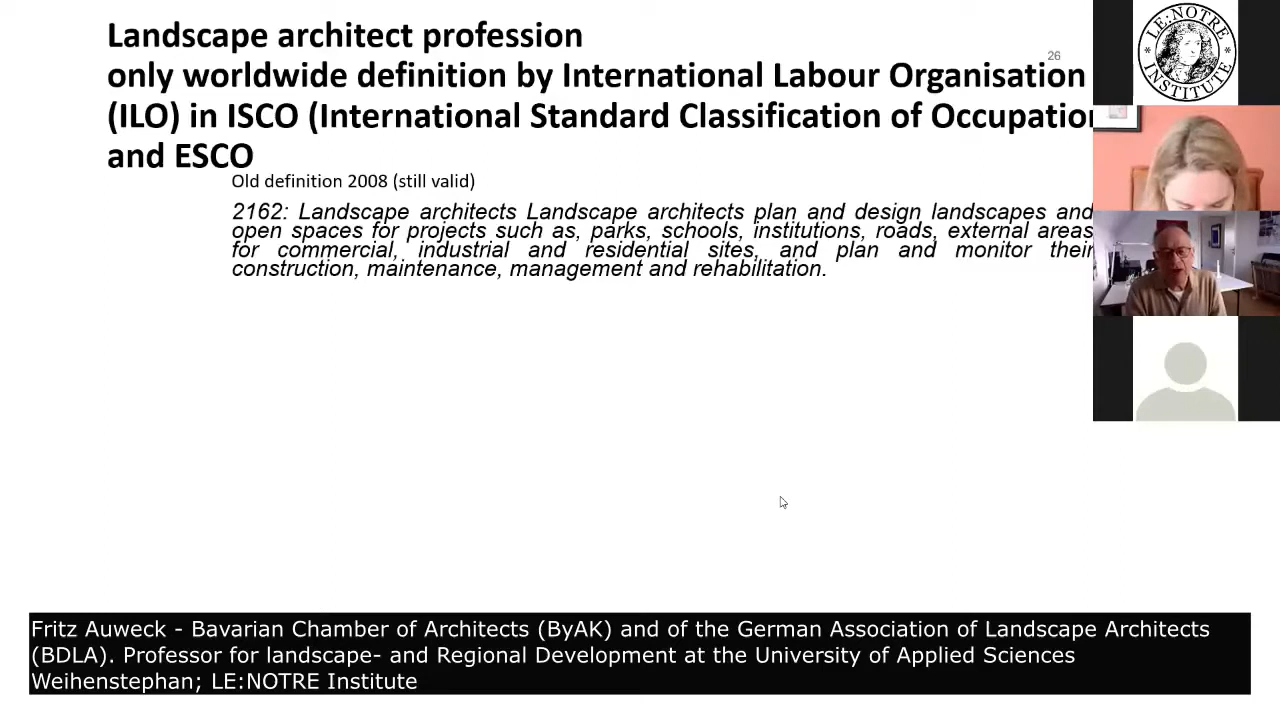 Landscape architect profession
26
only worldwide definition by International Labour Organisation
(ILO) in ISCO (International Standard Classification of Occupation
and ESCO
Old definition 2008 (still valid)
2162: Landscape architects Landscape architects plan and design landscapes and
open spaces for projects such as, parks, schools, institutions, roads, external areas
for commercial, industrial and residential sites, and plan and monitor their
construction, maintenance, management and rehabilitation.
LE:NOTRE
* *
INSTITUTE
Fritz Auweck - Bavarian Chamber of Architects (ByAK) and of the German Association of Landscape Architects
(BDLA). Professor for landscape- and Regional Development at the University of Applied Sciences
Weihenstephan; LE:NOTRE Institute